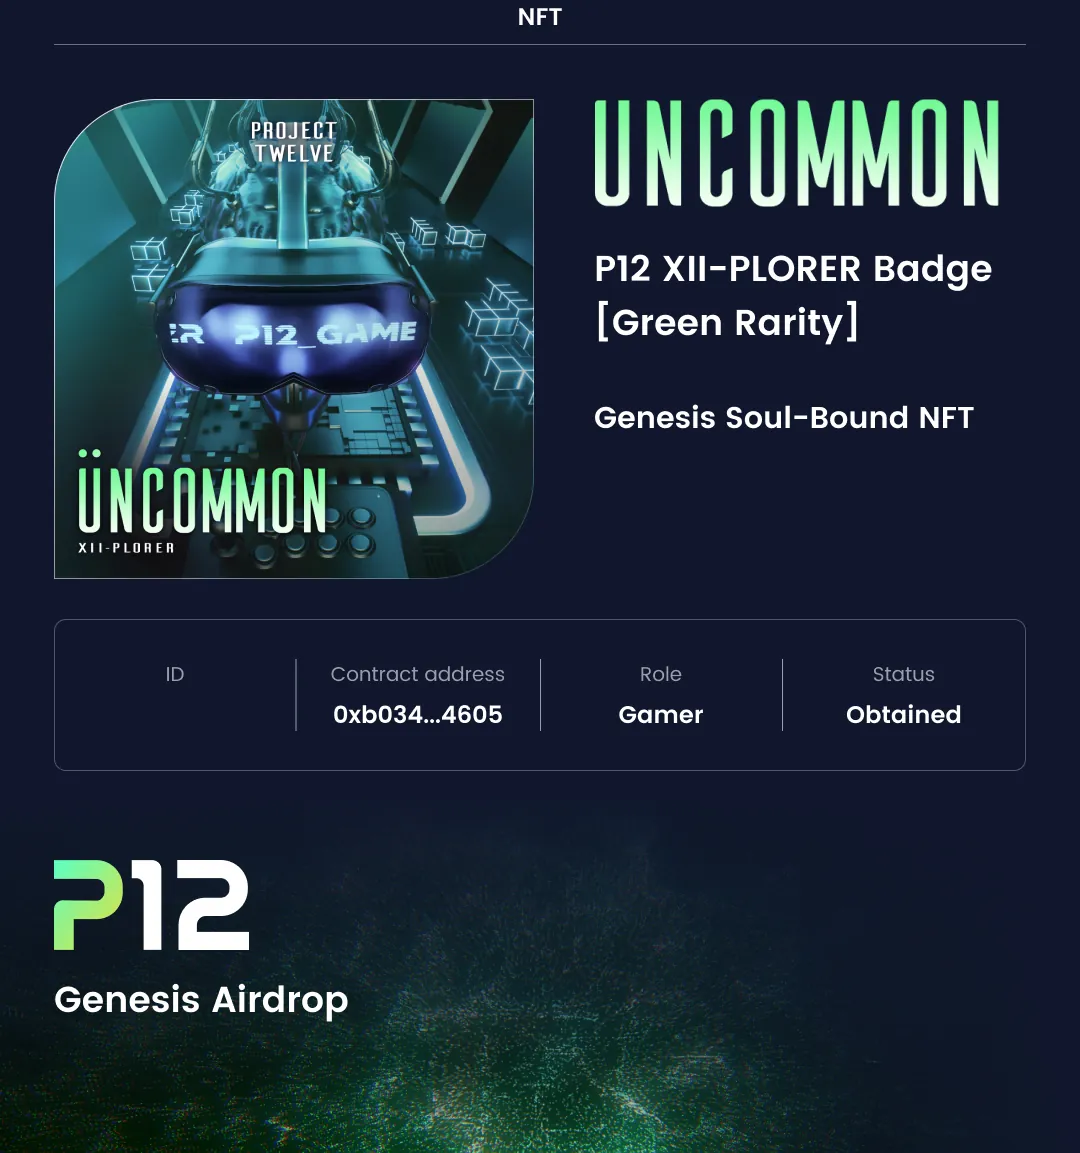 NFT
PROJECT
TWELVE
:R P12_GAME
ÜNCOMMON
XII-PLORER
UNCOMMON
P12 XII-PLORER Badge
[Green Rarity]
Genesis Soul-Bound NFT
ID
Contract address
0xb034...4605
Role
Gamer
Status
Obtained
P12
Genesis Airdrop